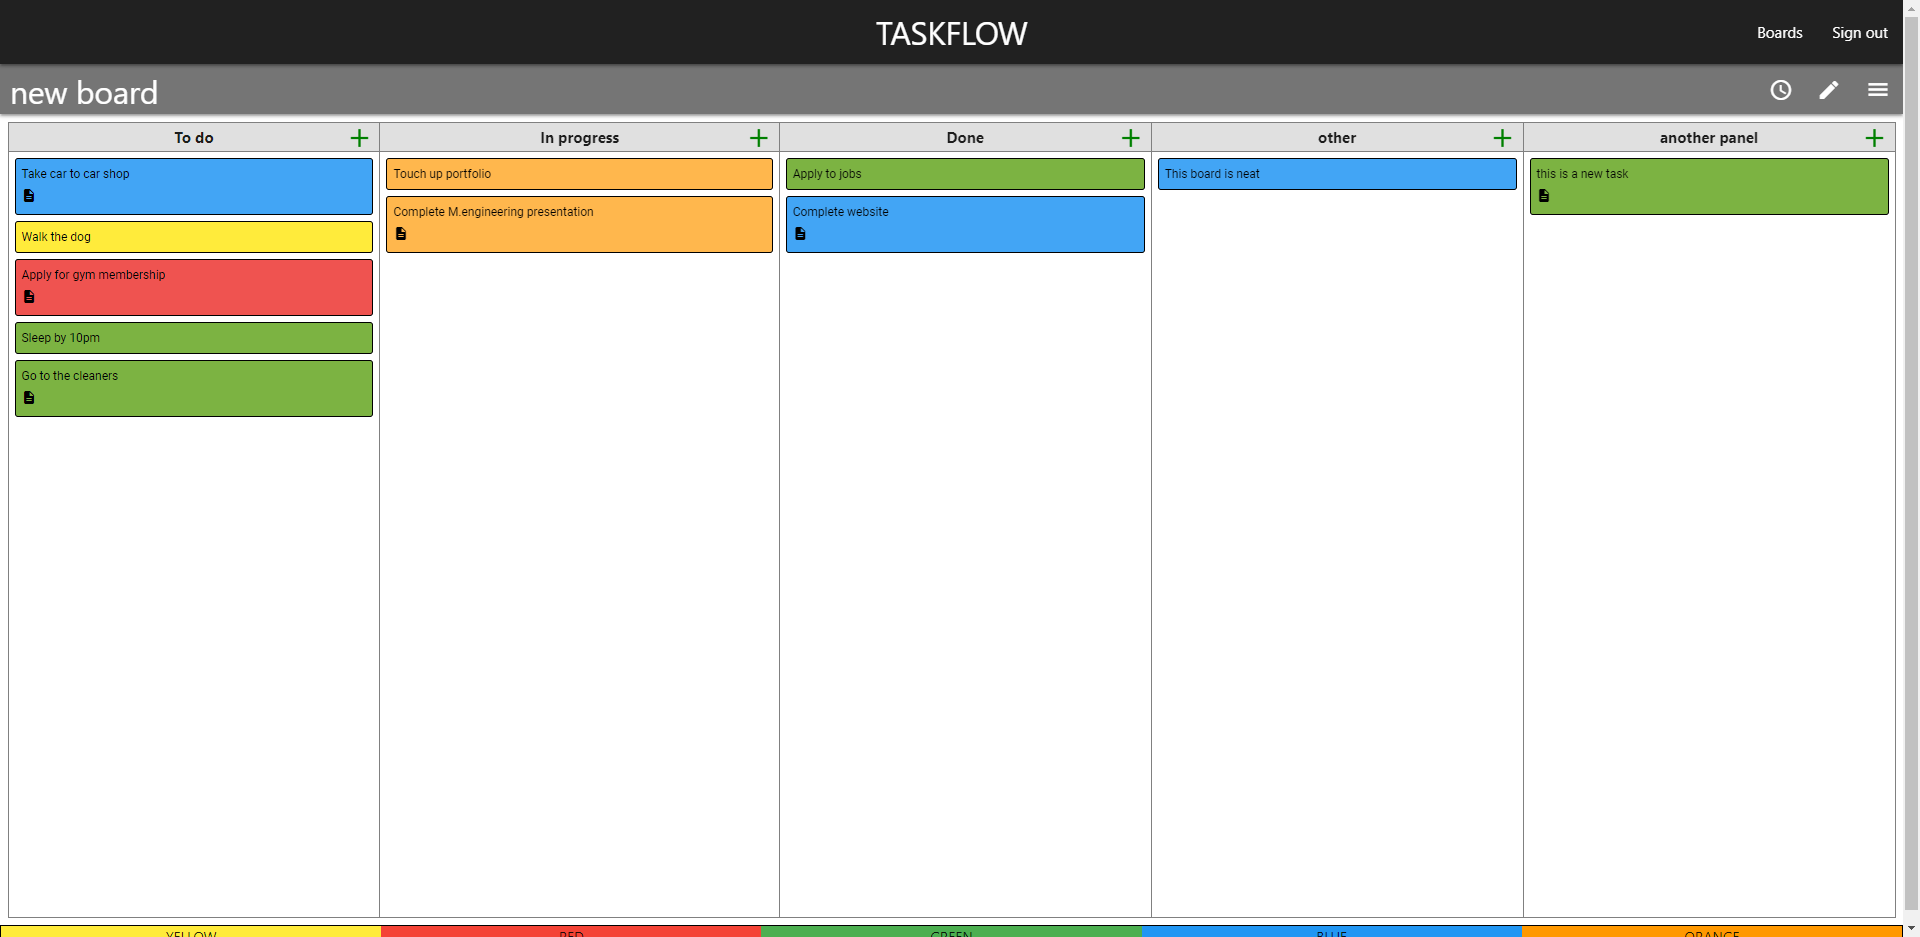 TASKFLOW
Boards
Sign out
new board
To do
In progress
Done
other
another panel
Take car to car shop
Walk the dog
Apply for gym membership
Sleep by 10pm
Go to the cleaners
Touch up portfolio
Complete M.engineering presentation
Apply to jobs
Complete website
This board is neat
this is a new task
YELLOW
RED
GREEN
BLUE
ORANGE